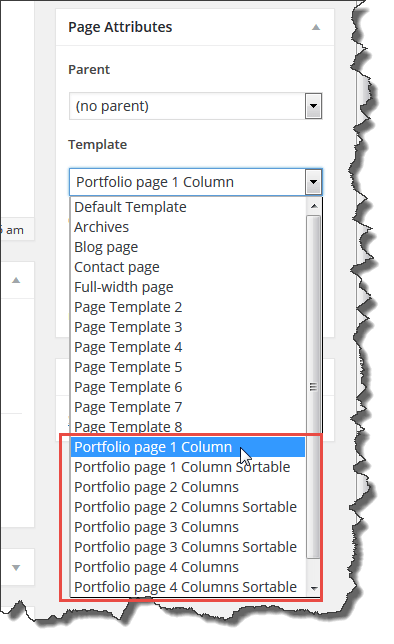 Page Attributes
Parent
(no parent)
Template
Portfolio page 1 Column
Default Template
Archives
Blog page
Contact page
Full-width page
Page Template 2
Page Template 3
Page Template 4
Page Template 5
Page Template 6
Page Template 7
Page Template 8
Portfolio page 1 Column
Portfolio page 1 Column Sortable
Portfolio page 2 Columns
Portfolio page 2 Columns Sortable
Portfolio page 3 Columns
Portfolio page 3 Columns Sortable
Portfolio page 4 Columns
Portfolio page 4 Columns Sortable
am